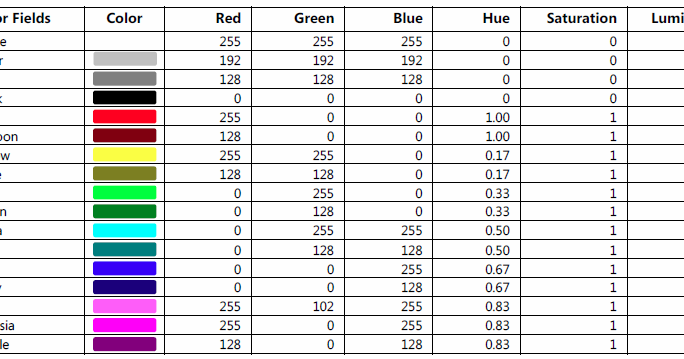 or Fields Color Red Green Blue Hue Saturation Lumi
e 255 255 255 0 0
r 192 192 192 0 0
128 128 128 0 0
k 0 0 0 0 0
255 0 0 1.00 1
oon 128 0 0 1.00 1
ow 255 255 0 0.17 1
e 128 128 0 0.17 1
0 255 0 0.33 1
n 0 128 0 0.33 1
a 0 255 255 0.50 1
0 128 128 0.50 1
0 0 255 0.67 1
y 0 0 128 0.67 1
255 102 255 0.83 1
sia 255 0 255 0.83 1
le 128 0 128 0.83 1